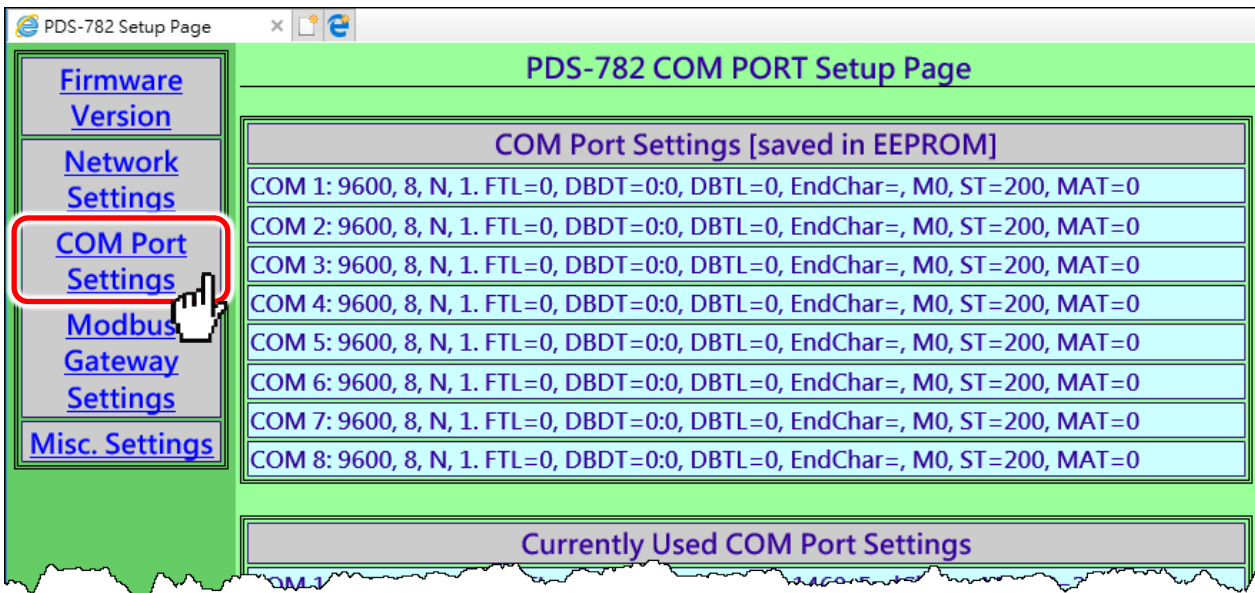 PDS-782 Setup Page
Firmware
Version
Network
Settings
COM Port
Settings
Modbus
Gateway
Settings
Misc. Settings
PDS-782 COM PORT Setup Page
COM Port Settings [saved in EEPROM]
COM 1: 9600, 8, N, 1. FTL=0, DBDT=0:0, DBTL=0, EndChar=, M0, ST=200, MAT=0
COM 2: 9600, 8, N, 1. FTL=0, DBDT=0:0, DBTL=0, EndChar=, M0, ST=200, MAT=0
COM 3: 9600, 8, N, 1. FTL=0, DBDT=0:0, DBTL=0, EndChar=, M0, ST=200, MAT=0
COM 4: 9600, 8, N, 1. FTL=0, DBDT=0:0, DBTL=0, EndChar=, M0, ST=200, MAT=0
COM 5: 9600, 8, N, 1. FTL=0, DBDT=0:0, DBTL=0, EndChar=, M0, ST=200, MAT=0
COM 6: 9600, 8, N, 1. FTL=0, DBDT=0:0, DBTL=0, EndChar=, M0, ST=200, MAT=0
COM 7: 9600, 8, N, 1. FTL=0, DBDT=0:0, DBTL=0, EndChar=, M0, ST=200, MAT=0
COM 8: 9600, 8, N, 1. FTL=0, DBDT=0:0, DBTL=0, EndChar=, M0, ST=200, MAT=0
Currently Used COM Port Settings